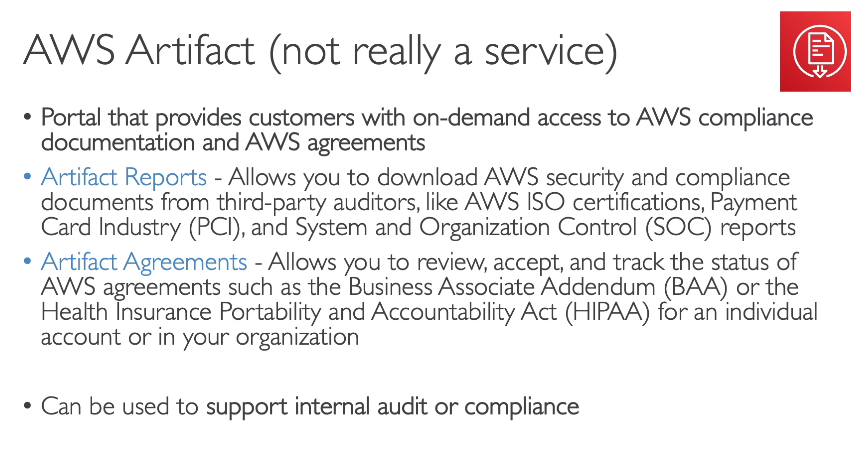 AWS Artifact (not really a service)
• Portal that provides customers with on-demand access to AWS compliance
documentation and AWS agreements
• Artifact Reports - Allows you to download AWS security and compliance
documents from third-party auditors, like AWS ISO certifications, Payment
Card Industry (PCI), and System and Organization Control (SOC) reports
• Artifact Agreements - Allows you to review, accept, and track the status of
AWS agreements such as the Business Associate Addendum (BAA) or the
Health Insurance Portability and Accountability Act (HIPAA) for an individual
account or in your organization
• Can be used to support internal audit or compliance